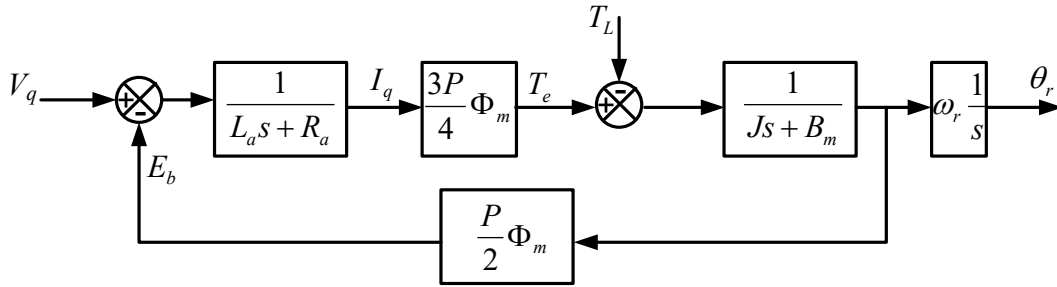 T_L
V_q
+
-
1
L_a s + R_a
I_q
3P
4
Φ_m
T_e
-
+
1
Js + B_m
ω_r
1
s
θ_r
E_b
P
2
Φ_m